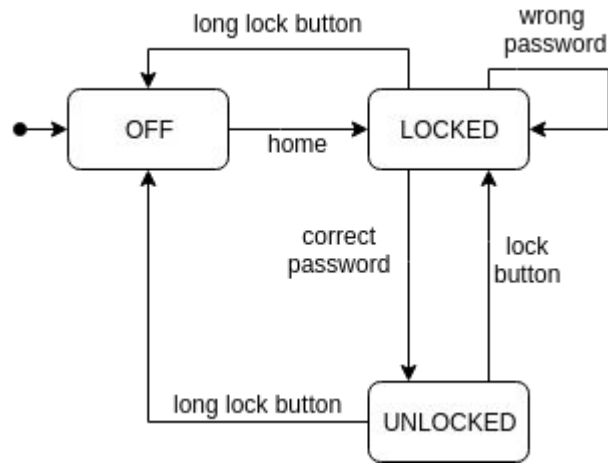 wrong
password
long lock button
OFF
LOCKED
home
correct
password
lock
button
long lock button
UNLOCKED